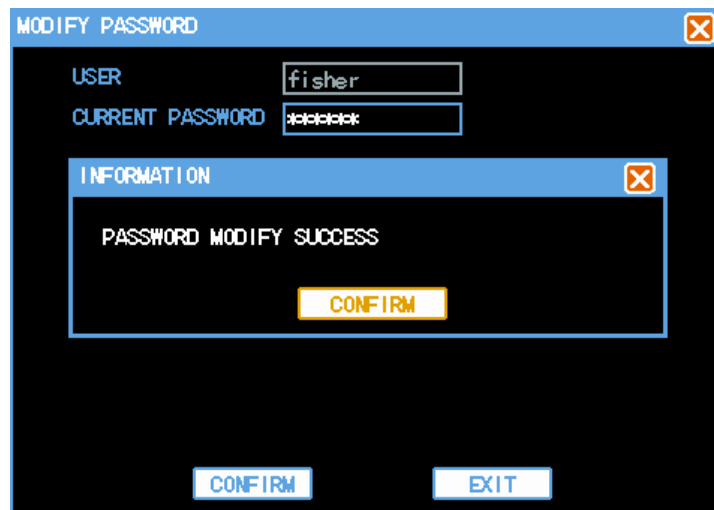 MODIFY PASSWORD
USER fisher
CURRENT PASSWORD ******
INFORMATION
PASSWORD MODIFY SUCCESS
CONFIRM
CONFIRM EXIT